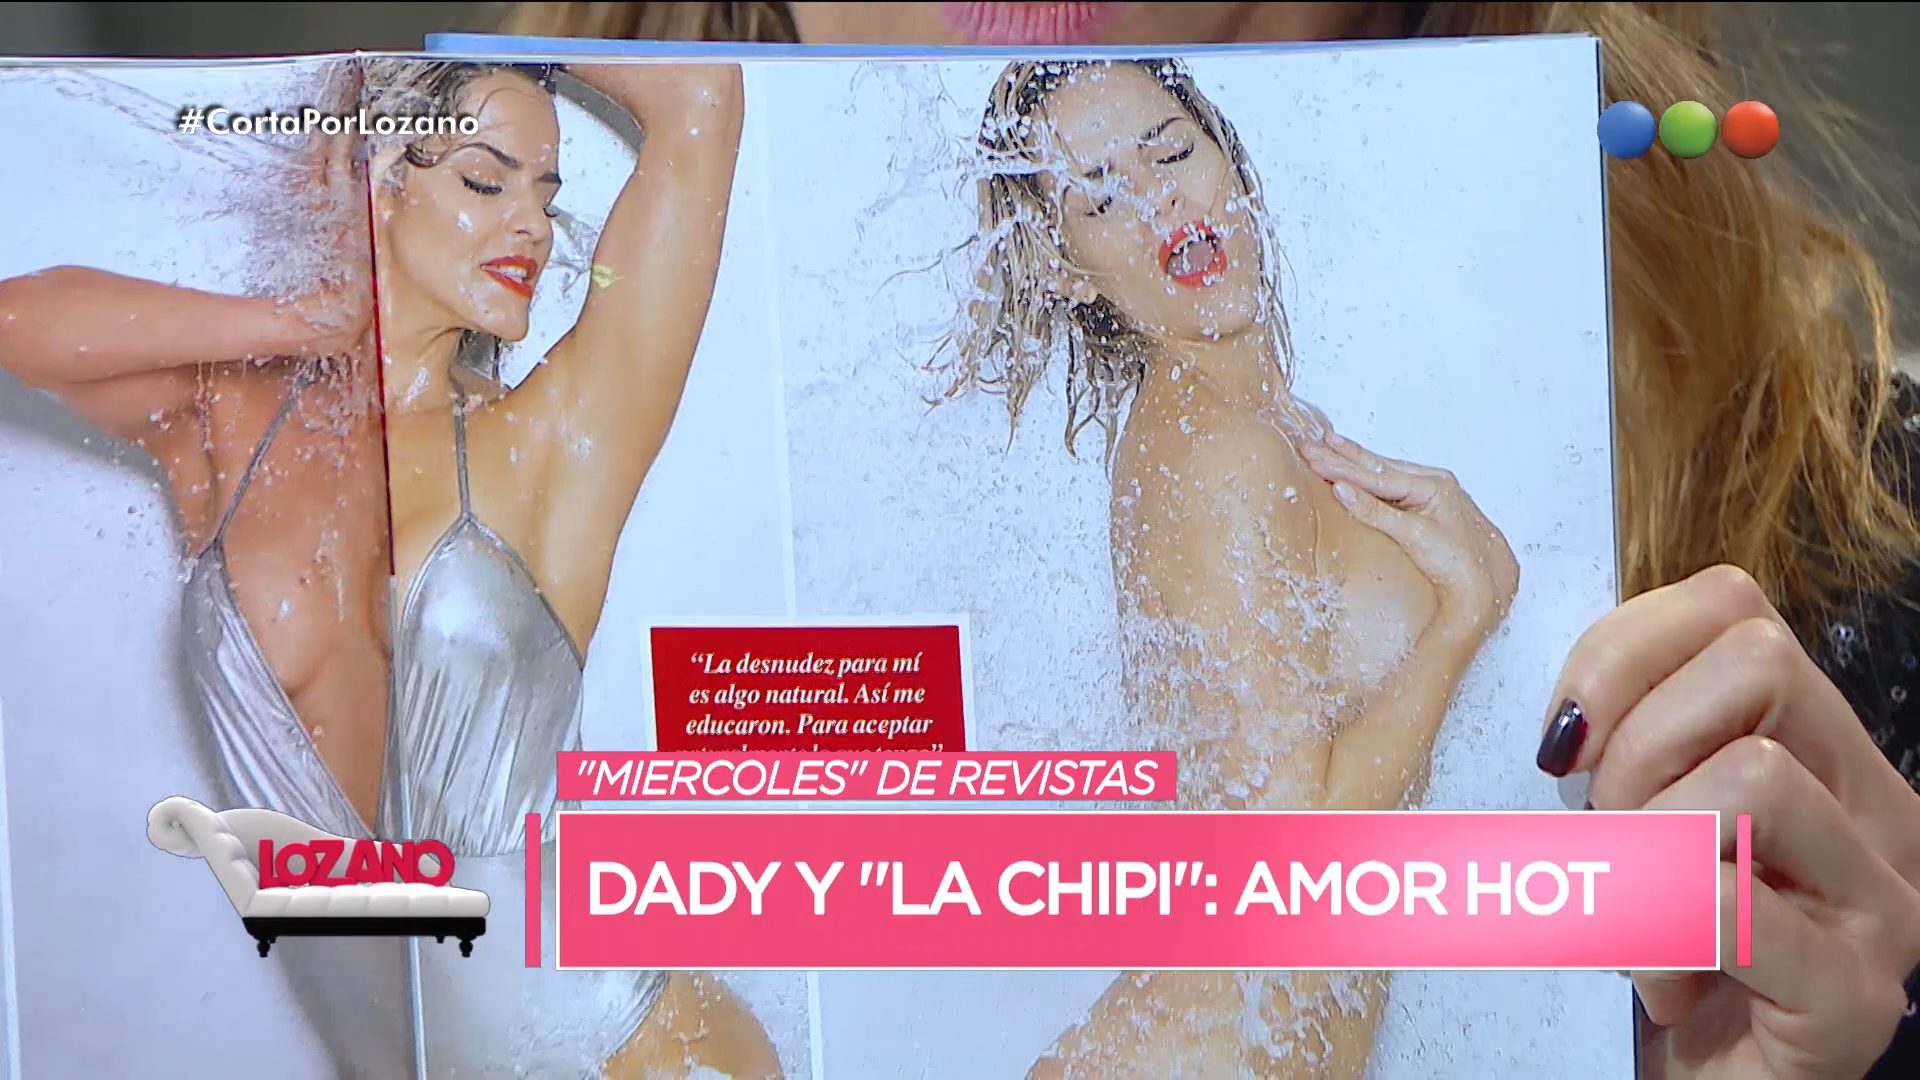 #CortaPorLozano
“La desnudez para mí
es algo natural. Así me
educaron. Para aceptar
"MIERCOLES" DE REVISTAS
LOZANO
DADY Y "LA CHIPI": AMOR HOT